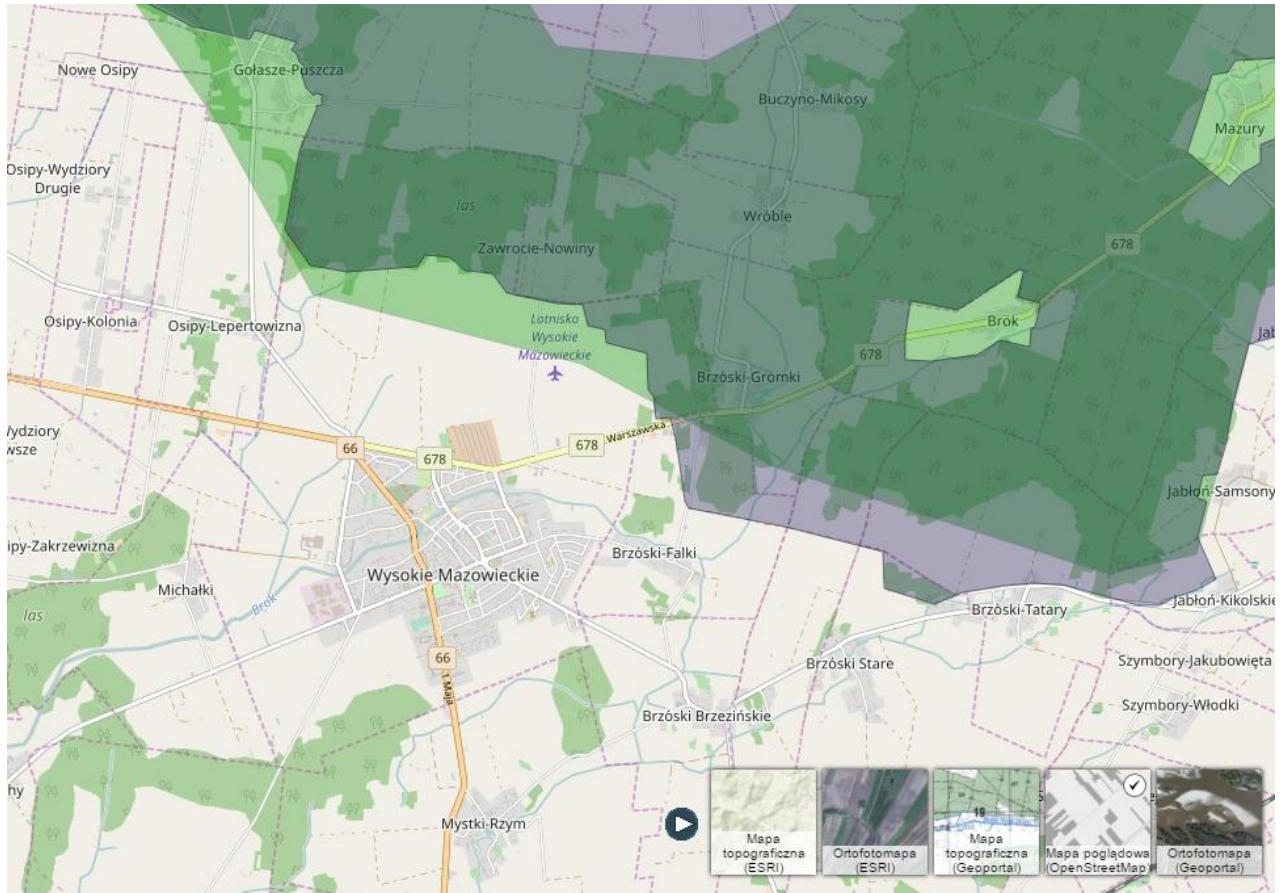 Nowe Osipy
Gołasze-Puszcza
Buczyno-Mikosy
Mazury
Osipy-Wydziory
Drugie
las
Wróble
Zawrocie-Nowiny
678
Osipy-Kolonia
Osipy-Lepertowizna
Lotnisko
Wysokie
Mazowieckie
Brok
678
Brzóski-Gromki
Warszawska
66
678
678
Jabłoń-Samsony
Brzóski-Falki
Wysokie Mazowieckie
Michałki
Brok
las
Brzóski-Tatary
Jabłoń-Kikolskie
66
1 Maja
Brzóski Stare
Szymbory-Jakubowięta
Brzóski Brzezińskie
Szymbory-Włodki
Mystki-Rzym
19
Mapa
topograficzna
(ESRI)
Ortofotomapa
(ESRI)
Mapa
topograficzna
(Geoportal)
Mapa poglądowa
(OpenStreetMap)
Ortofotomapa
(Geoportal)